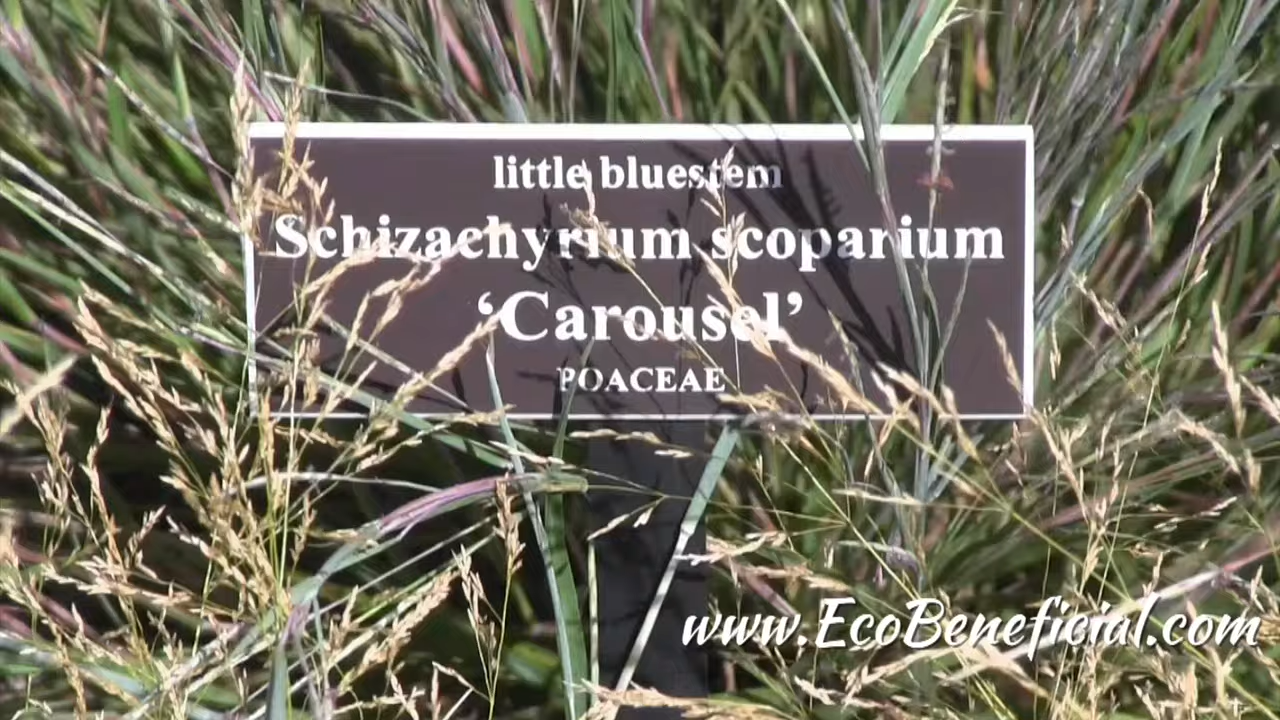 little bluestem
Schizachyrium scoparium
‘Carousel’
POACEAE
www.EcoBeneficial.com